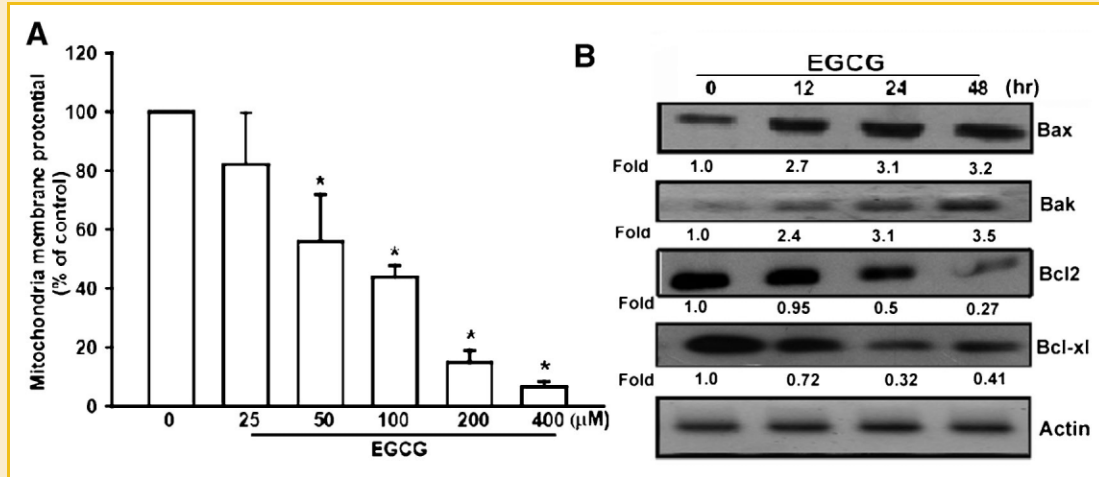 A
Mitochondria membranc protential
(% of control)
120
100
80
60
40
20
0
*
*
*
*
0 25 50 100 200 400 (μM)
EGCG
B
EGCG
0 12 24 48 (hr)
Bax
Fold 1.0 2.7 3.1 3.2
Bak
Fold 1.0 2.4 3.1 3.5
Bcl2
Fold 1.0 0.95 0.5 0.27
Bcl-xl
Fold 1.0 0.72 0.32 0.41
Actin